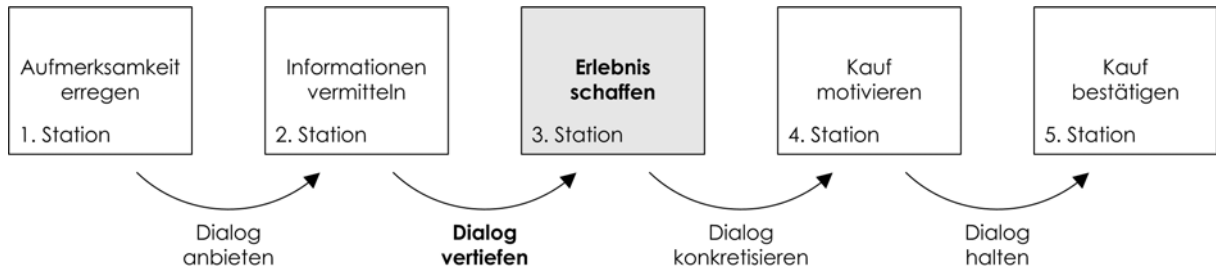 Aufmerksamkeit
erregen
1. Station
Informationen
vermitteln
2. Station
Erlebnis
schaffen
3. Station
Kauf
motivieren
4. Station
Kauf
bestätigen
5. Station
Dialog
anbieten
Dialog
vertiefen
Dialog
konkretisieren
Dialog
halten